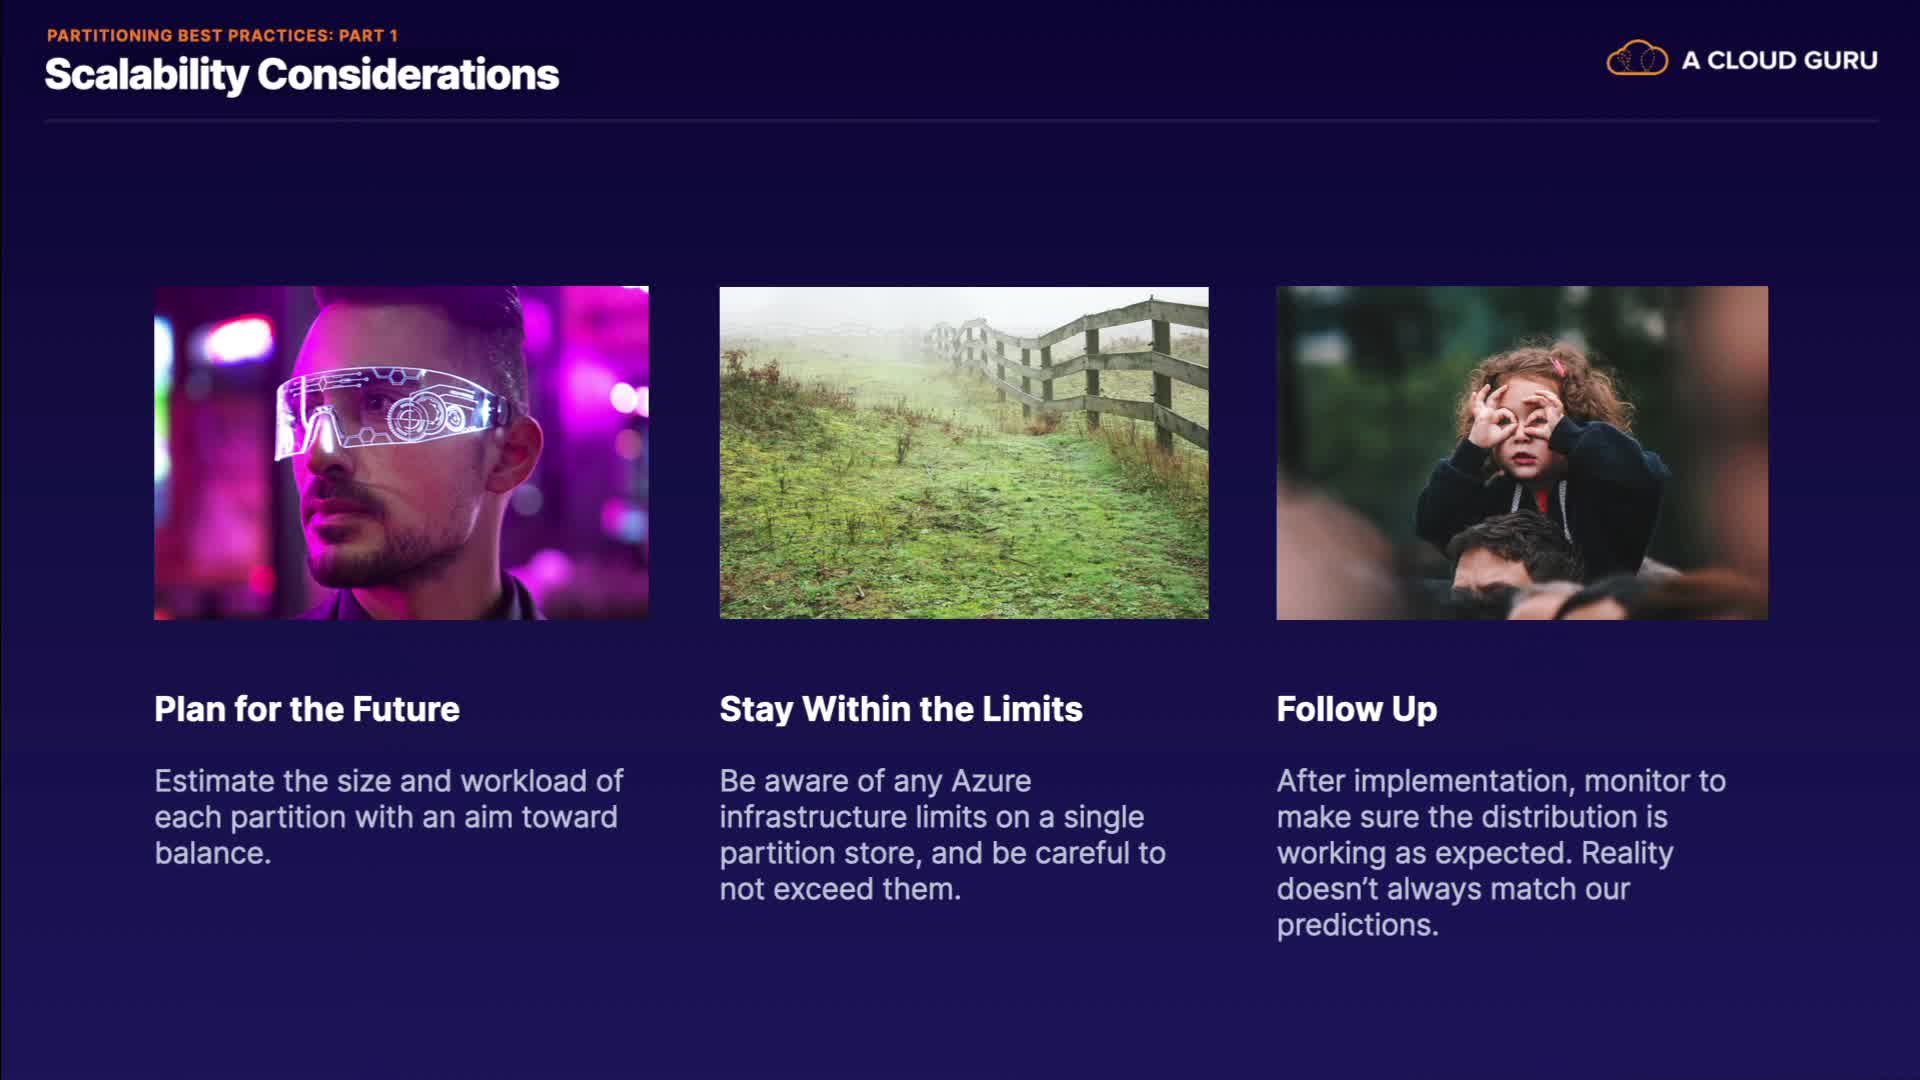 PARTITIONING BEST PRACTICES: PART 1
Scalability Considerations
A CLOUD GURU
Plan for the Future
Estimate the size and workload of
each partition with an aim toward
balance.
Stay Within the Limits
Be aware of any Azure
infrastructure limits on a single
partition store, and be careful to
not exceed them.
Follow Up
After implementation, monitor to
make sure the distribution is
working as expected. Reality
doesn’t always match our
predictions.